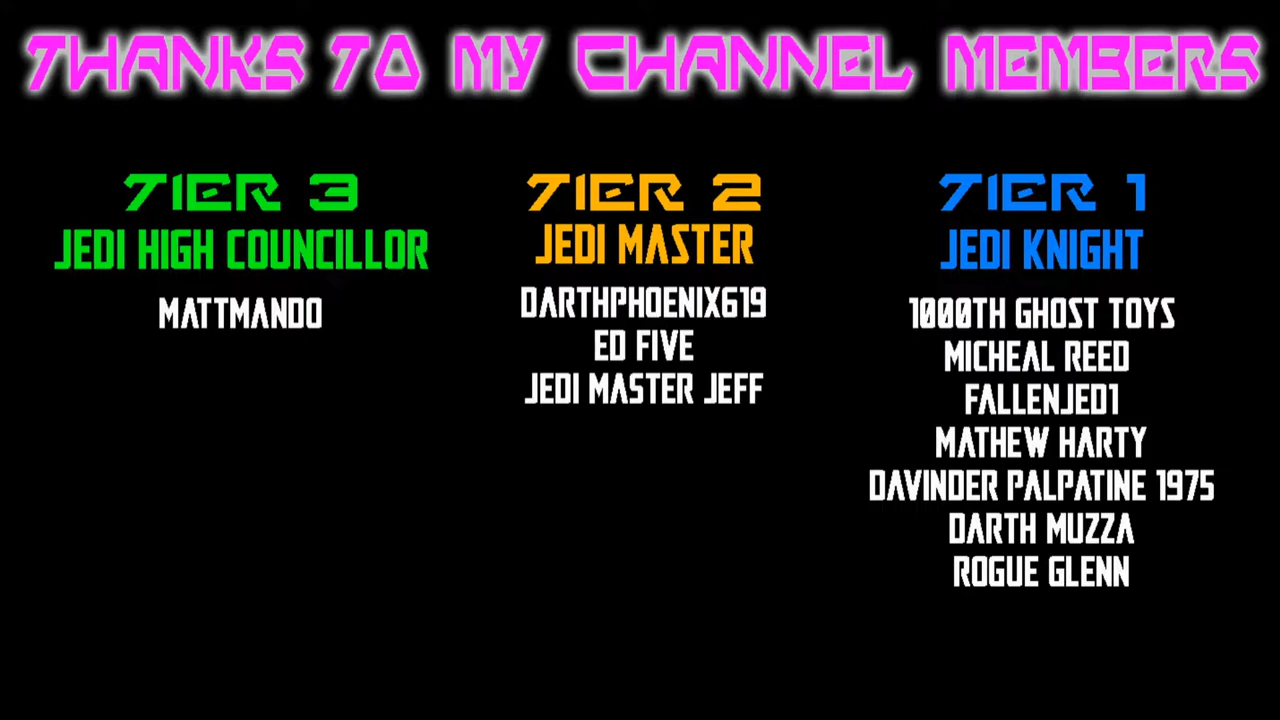 THANKS TO MY CHANNEL MEMBERS
TIER 3
JEDI HIGH COUNCILLOR
MATTMANDO
TIER 2
JEDI MASTER
DARTHPHOENIX619
ED FIVE
JEDI MASTER JEFF
TIER 1
JEDI KNIGHT
1000TH GHOST TOYS
MICHEAL REED
FALLENJED1
MATHEW HARTY
DAVINDER PALPATINE 1975
DARTH MUZZA
ROGUE GLENN